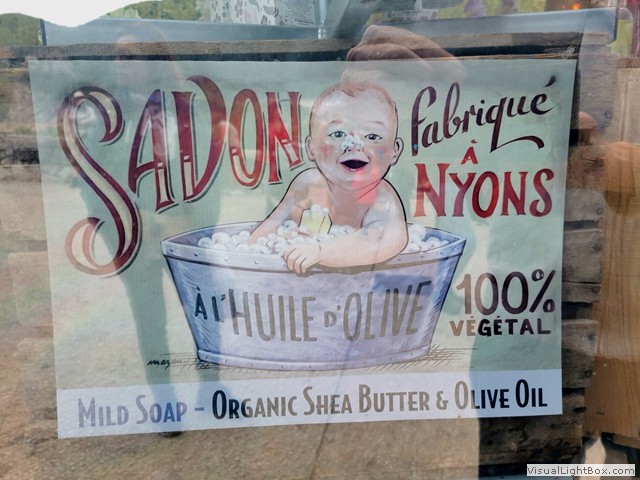 SAVON
fabriqué
À
NYONS
À L'HUILE D'OLIVE
100%
VÉGÉTAL
MILD SOAP - ORGANIC SHEA BUTTER & OLIVE OIL
VisualLightBox.com